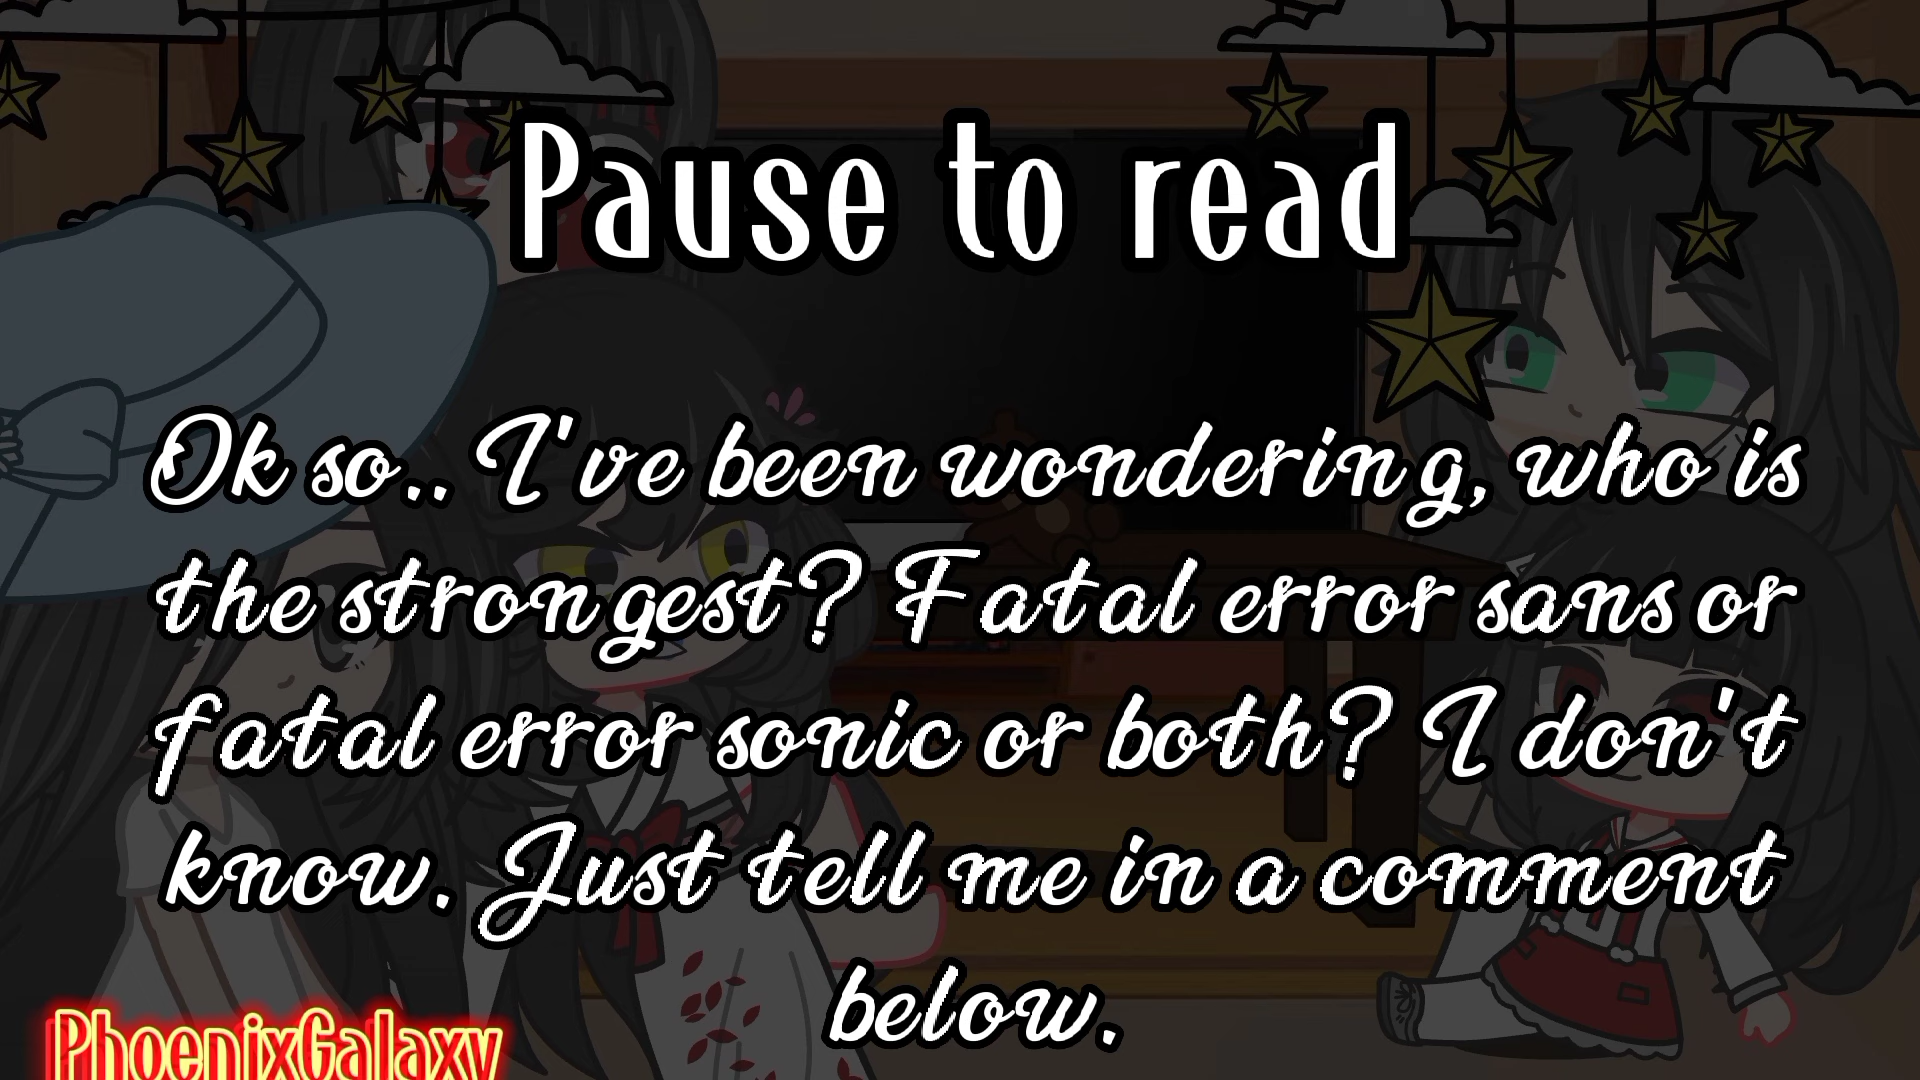 Pause to read
Ok so.. I've been wondering, who is
the strongest? Fatal error sans or
fatal error sonic or both? I don't
know. Just tell me in a comment
below.
PhoenixGalaxy